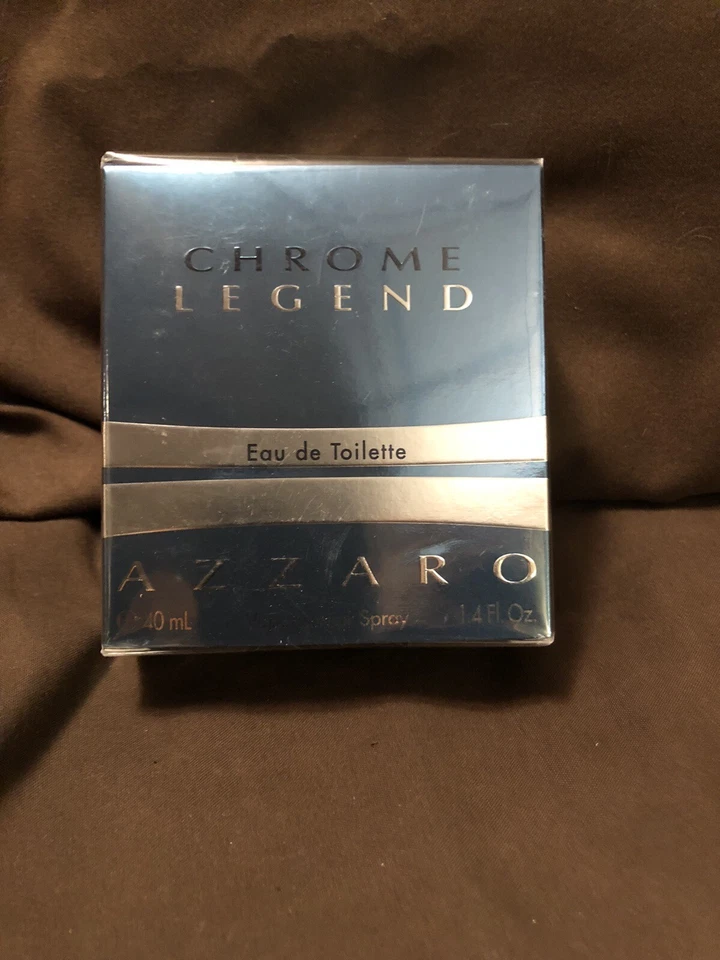 CHROME
LEGEND
Eau de Toilette
AZZARO
40 mL Spray 1.4 Fl. Oz.